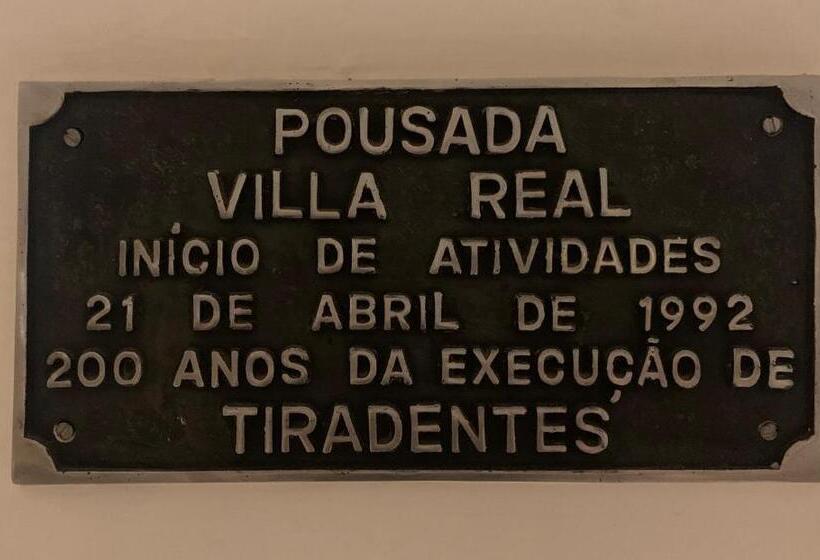 POUSADA
VILLA REAL
INÍCIO DE ATIVIDADES
21 DE ABRIL DE 1992
200 ANOS DA EXECUÇÃO DE
TIRADENTES